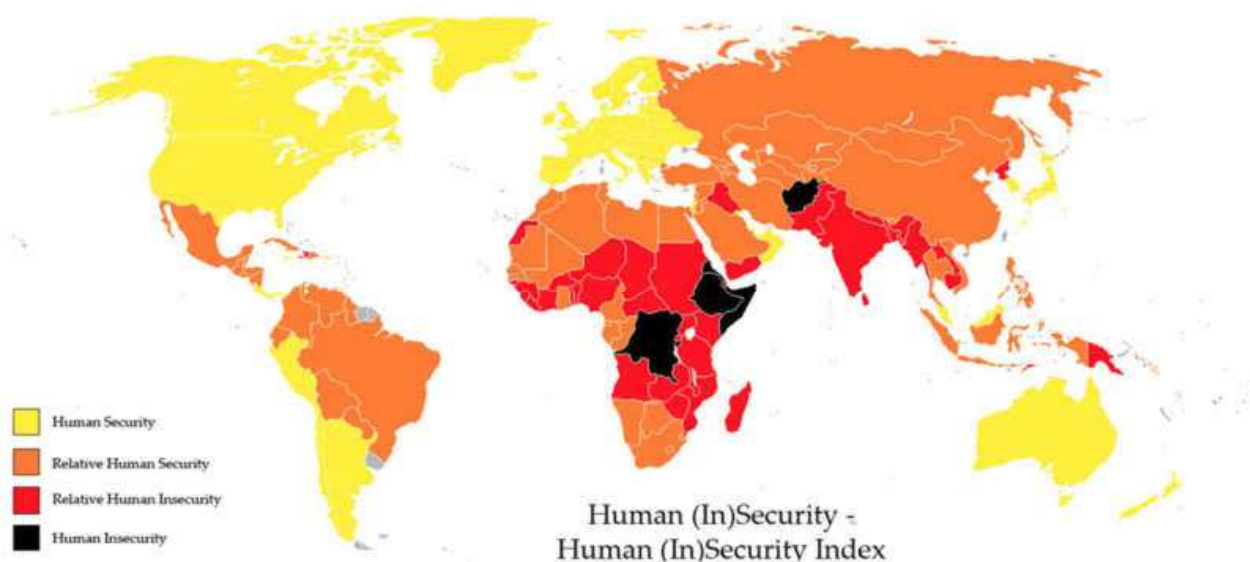 Human Security
Relative Human Security
Relative Human Insecurity
Human Insecurity
Human (In)Security -
Human (In)Security Index